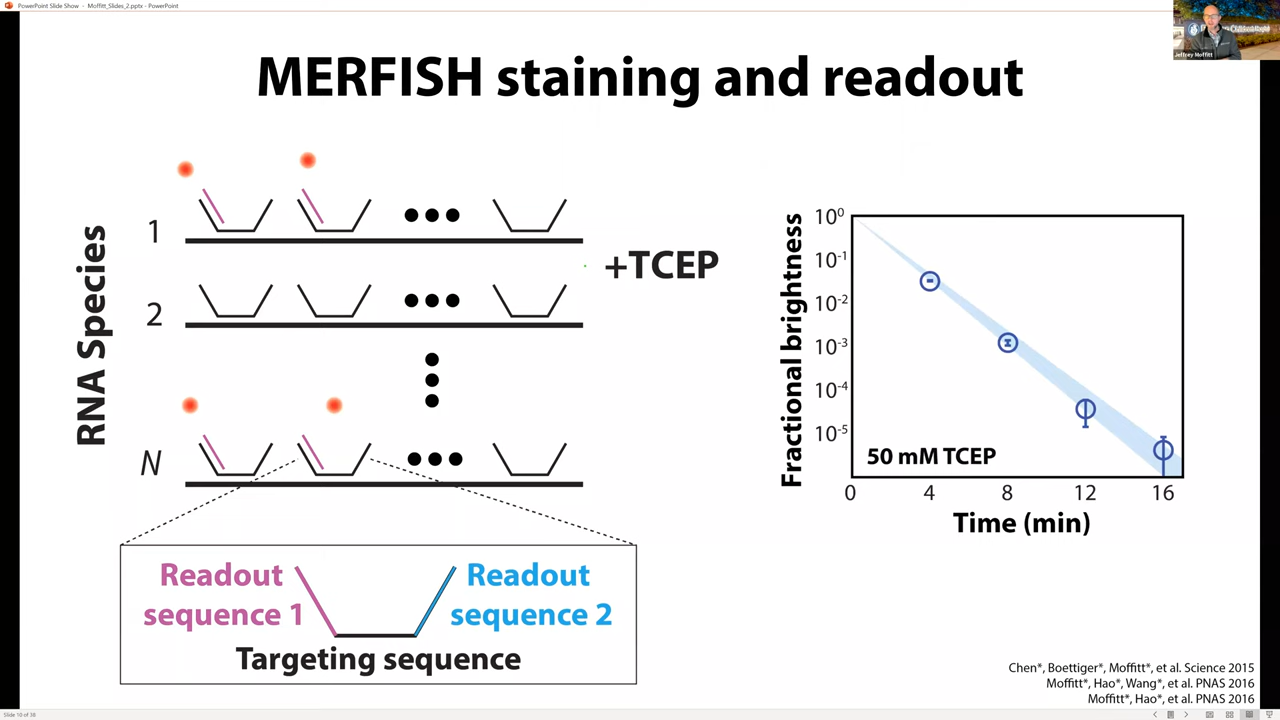 PowerPoint Slide Show - Moffitt_Slides_2.pptx - PowerPoint
Jeffrey Moffitt
MERFISH staining and readout
RNA Species
1
2
N
+TCEP
Readout
sequence 1
Readout
sequence 2
Targeting sequence
Fractional brightness
10⁰
10⁻¹
10⁻²
10⁻³
10⁻⁴
10⁻⁵
50 mM TCEP
0 4 8 12 16
Time (min)
Chen*, Boettiger*, Moffitt*, et al. Science 2015
Moffitt*, Hao*, Wang*, et al. PNAS 2016
Moffitt*, Hao*, et al. PNAS 2016
Slide 10 of 38